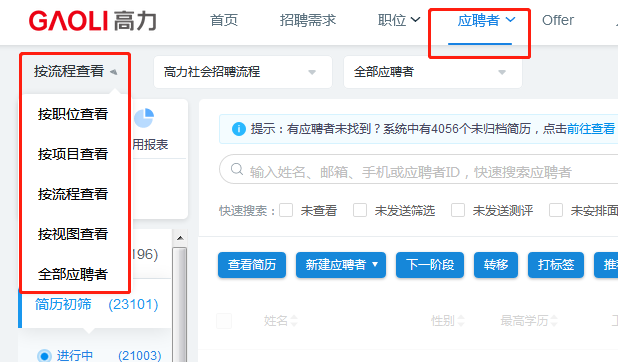 GAOLI 高力 首页 招聘需求 职位 应聘者 Offer
按流程查看 高力社会招聘流程 全部应聘者
按职位查看
按项目查看
按流程查看
按视图查看
全部应聘者
用报表
196)
简历初筛 (23101)
进行中 (21003)
提示：有应聘者未找到？系统中有4056个未归档简历，点击前往查看
输入姓名、邮箱、手机或应聘者ID，快速搜索应聘者
快速搜索： 未查看 未发送筛选 未发送测评 未安排面
查看简历 新建应聘者 下一阶段 转移 打标签 推
姓名 性别 最高学历